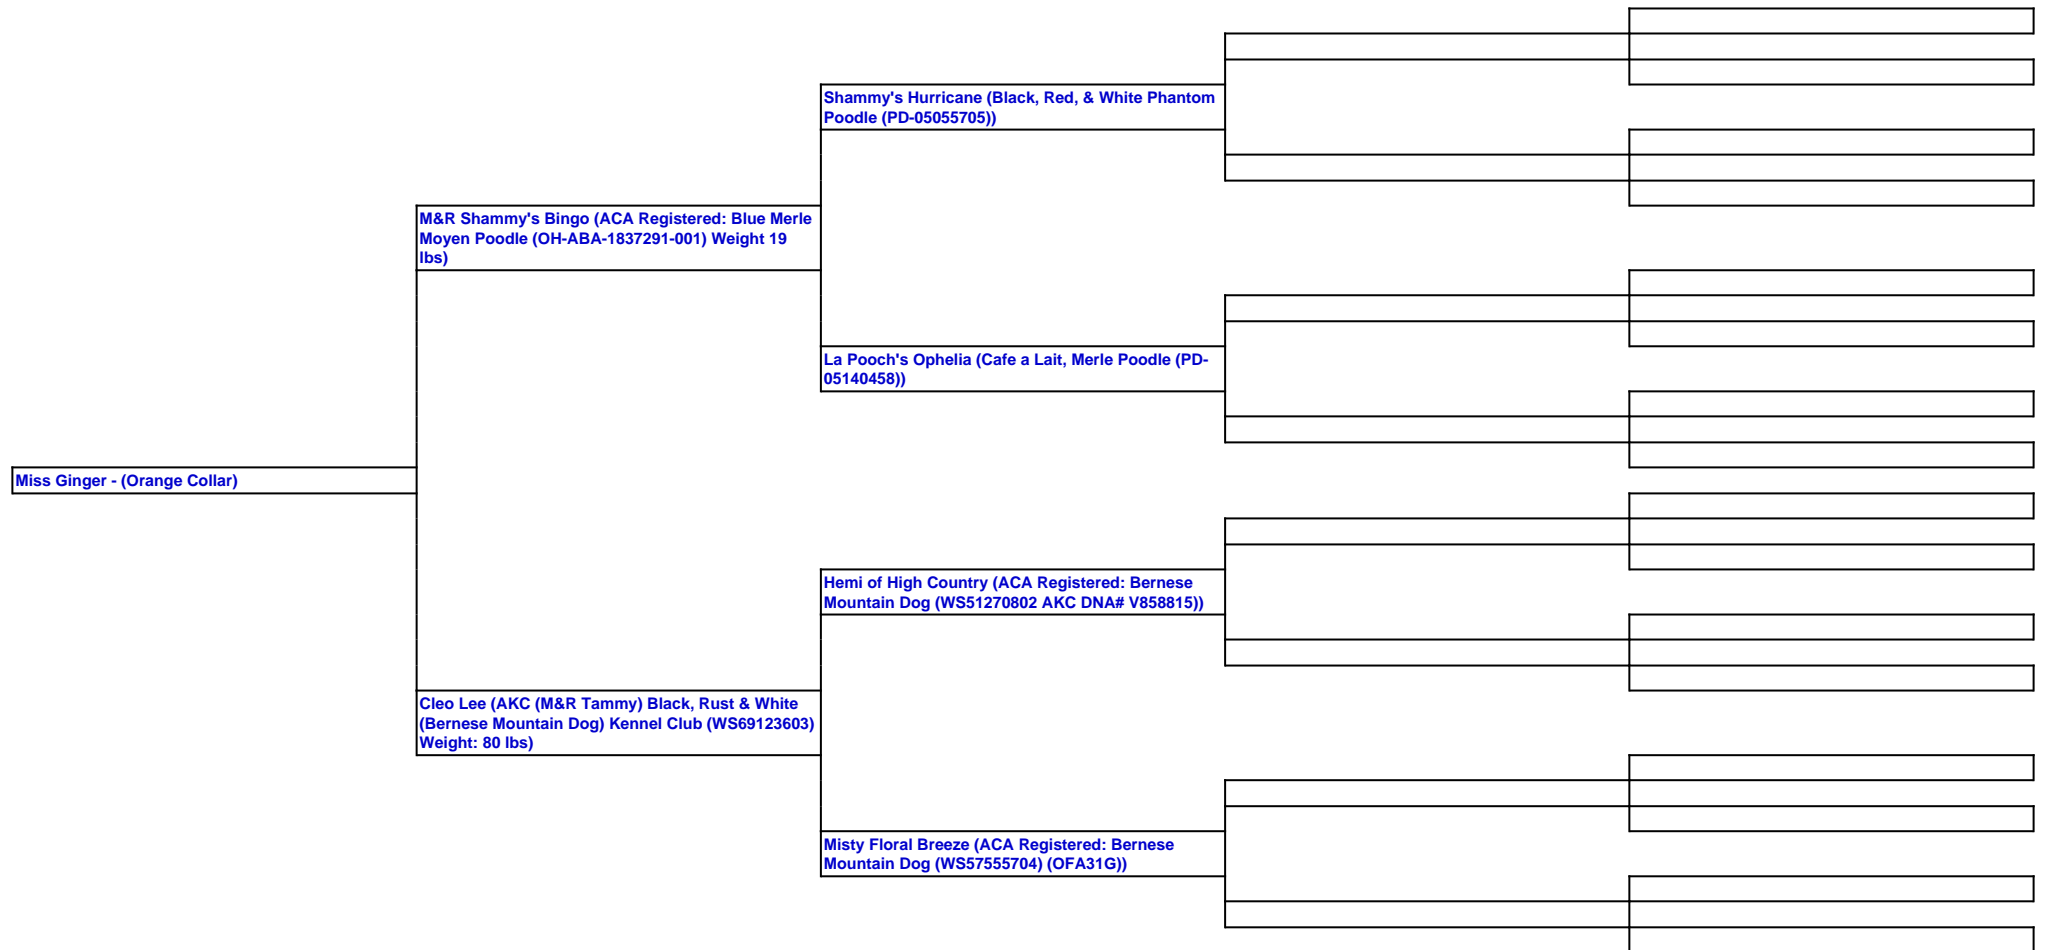 Shammy's Hurricane (Black, Red, & White Phantom
Poodle (PD-05055705))
M&R Shammy's Bingo (ACA Registered: Blue Merle
Moyen Poodle (OH-ABA-1837291-001) Weight 19
lbs)
La Pooch's Ophelia (Cafe a Lait, Merle Poodle (PD-
05140458))
Miss Ginger - (Orange Collar)
Hemi of High Country (ACA Registered: Bernese
Mountain Dog (WS51270802 AKC DNA# V858815))
Cleo Lee (AKC (M&R Tammy) Black, Rust & White
(Bernese Mountain Dog) Kennel Club (WS69123603)
Weight: 80 lbs)
Misty Floral Breeze (ACA Registered: Bernese
Mountain Dog (WS57555704) (OFA31G))